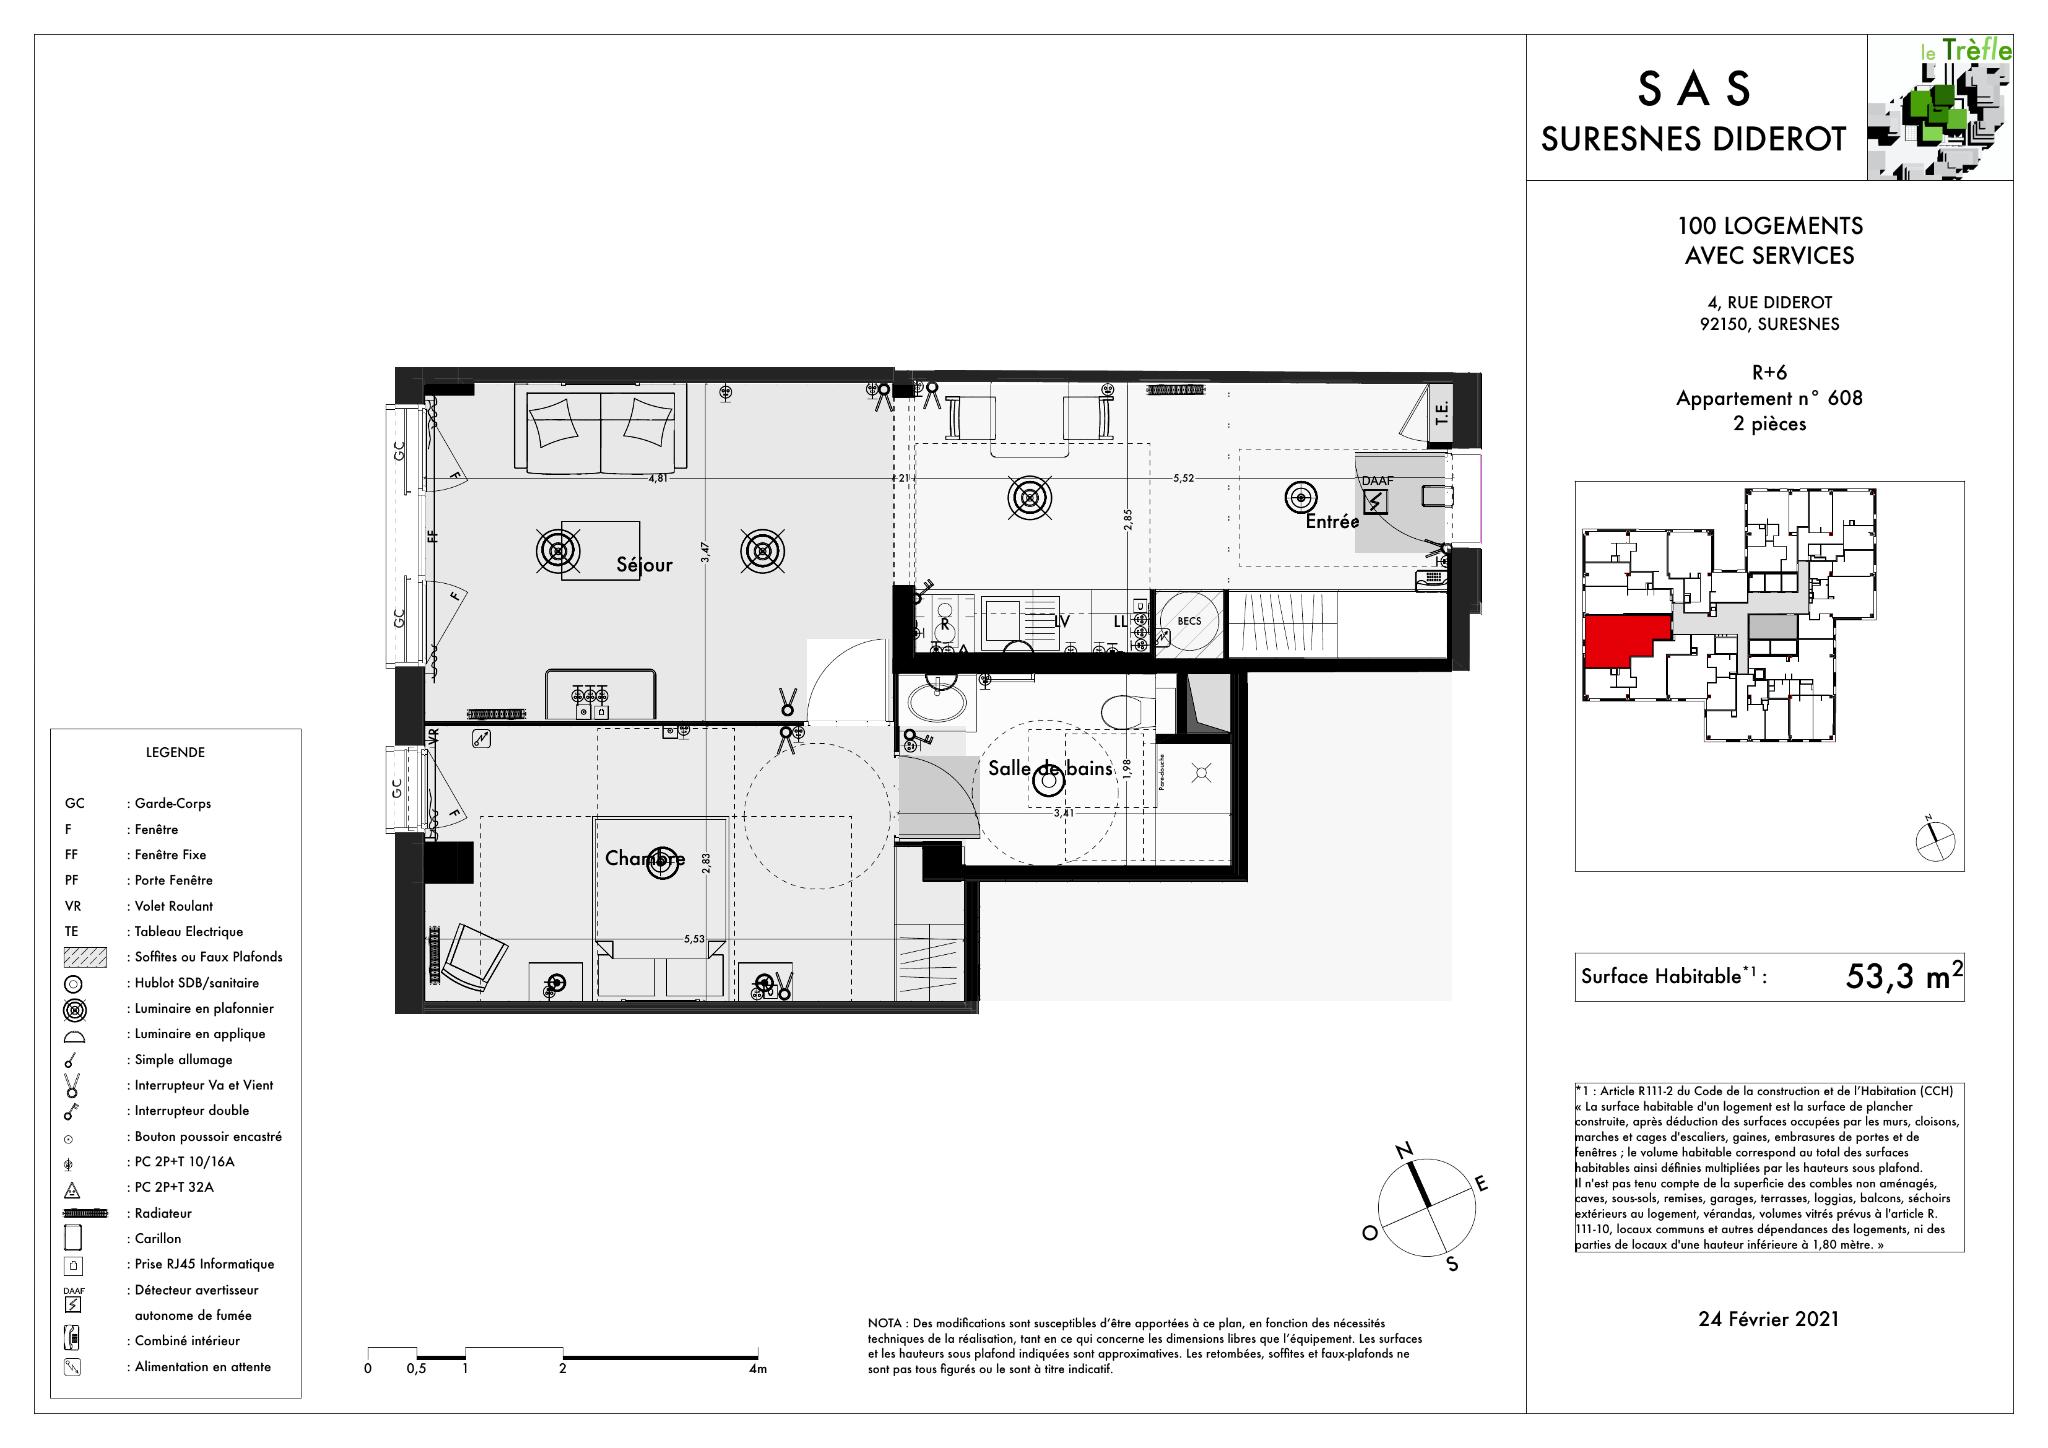 le Trèfle
S A S
SURESNES DIDEROT
100 LOGEMENTS
AVEC SERVICES
4, RUE DIDEROT
92150, SURESNES
R+6
Appartement n° 608
2 pièces
N
Surface Habitable*1 : 53,3 m2
*1 : Article R111-2 du Code de la construction et de l'Habitation (CCH)
« La surface habitable d'un logement est la surface de plancher
construite, après déduction des surfaces occupées par les murs, cloisons,
marches et cages d'escaliers, gaines, embrasures de portes et de
fenêtres ; le volume habitable correspond au total des surfaces
habitables ainsi définies multipliées par les hauteurs sous plafond.
Il n'est pas tenu compte de la superficie des combles non aménagés,
caves, sous-sols, remises, garages, terrasses, loggias, balcons, séchoirs
extérieurs au logement, vérandas, volumes vitrés prévus à l'article R.
111-10, locaux communs et autres dépendances des logements, ni des
parties de locaux d'une hauteur inférieure à 1,80 mètre. »
24 Février 2021
GC
F
FF
F
GC
4,81
21
5,52
3,47
2,85
Séjour
Entrée
DAAF
T.E.
E
R
LV
LL
BECS
VR
GC
F
E
Salle de bains
1,98
Pare-douche
3,41
Chambre
2,83
5,53
LEGENDE
GC : Garde-Corps
F : Fenêtre
FF : Fenêtre Fixe
PF : Porte Fenêtre
VR : Volet Roulant
TE : Tableau Electrique
: Soffites ou Faux Plafonds
: Hublot SDB/sanitaire
: Luminaire en plafonnier
: Luminaire en applique
: Simple allumage
: Interrupteur Va et Vient
: Interrupteur double
: Bouton poussoir encastré
: PC 2P+T 10/16A
: PC 2P+T 32A
: Radiateur
: Carillon
: Prise RJ45 Informatique
DAAF : Détecteur avertisseur
autonome de fumée
: Combiné intérieur
: Alimentation en attente
0 0,5 1 2 4m
NOTA : Des modifications sont susceptibles d'être apportées à ce plan, en fonction des nécessités
techniques de la réalisation, tant en ce qui concerne les dimensions libres que l'équipement. Les surfaces
et les hauteurs sous plafond indiquées sont approximatives. Les retombées, soffites et faux-plafonds ne
sont pas tous figurés ou le sont à titre indicatif.
N
E
O
S